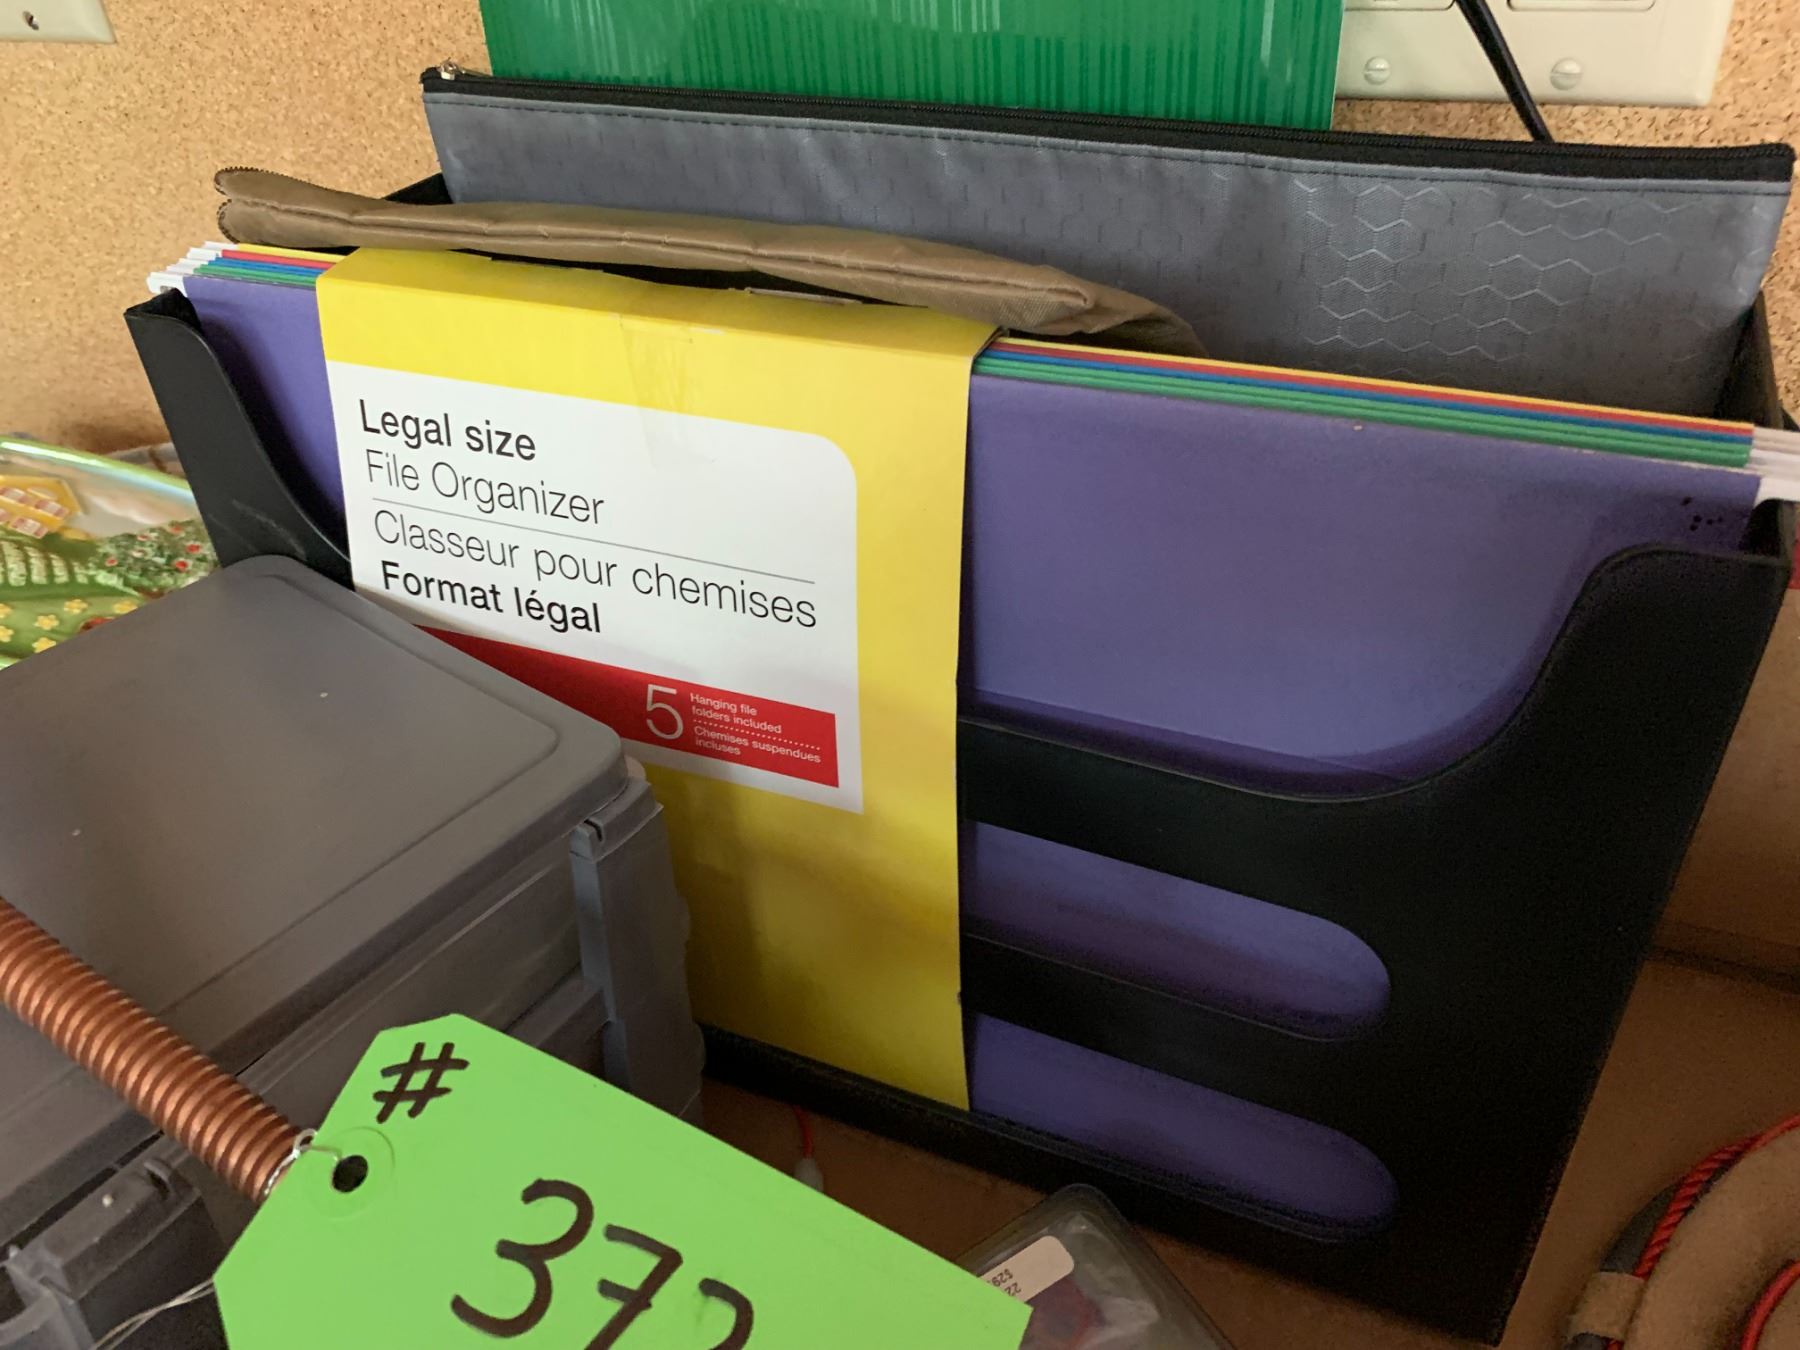 Legal size
File Organizer
Classeur pour chemises
Format légal
5
Hanging file
folders included
Chemises suspendues
incluses
#
37